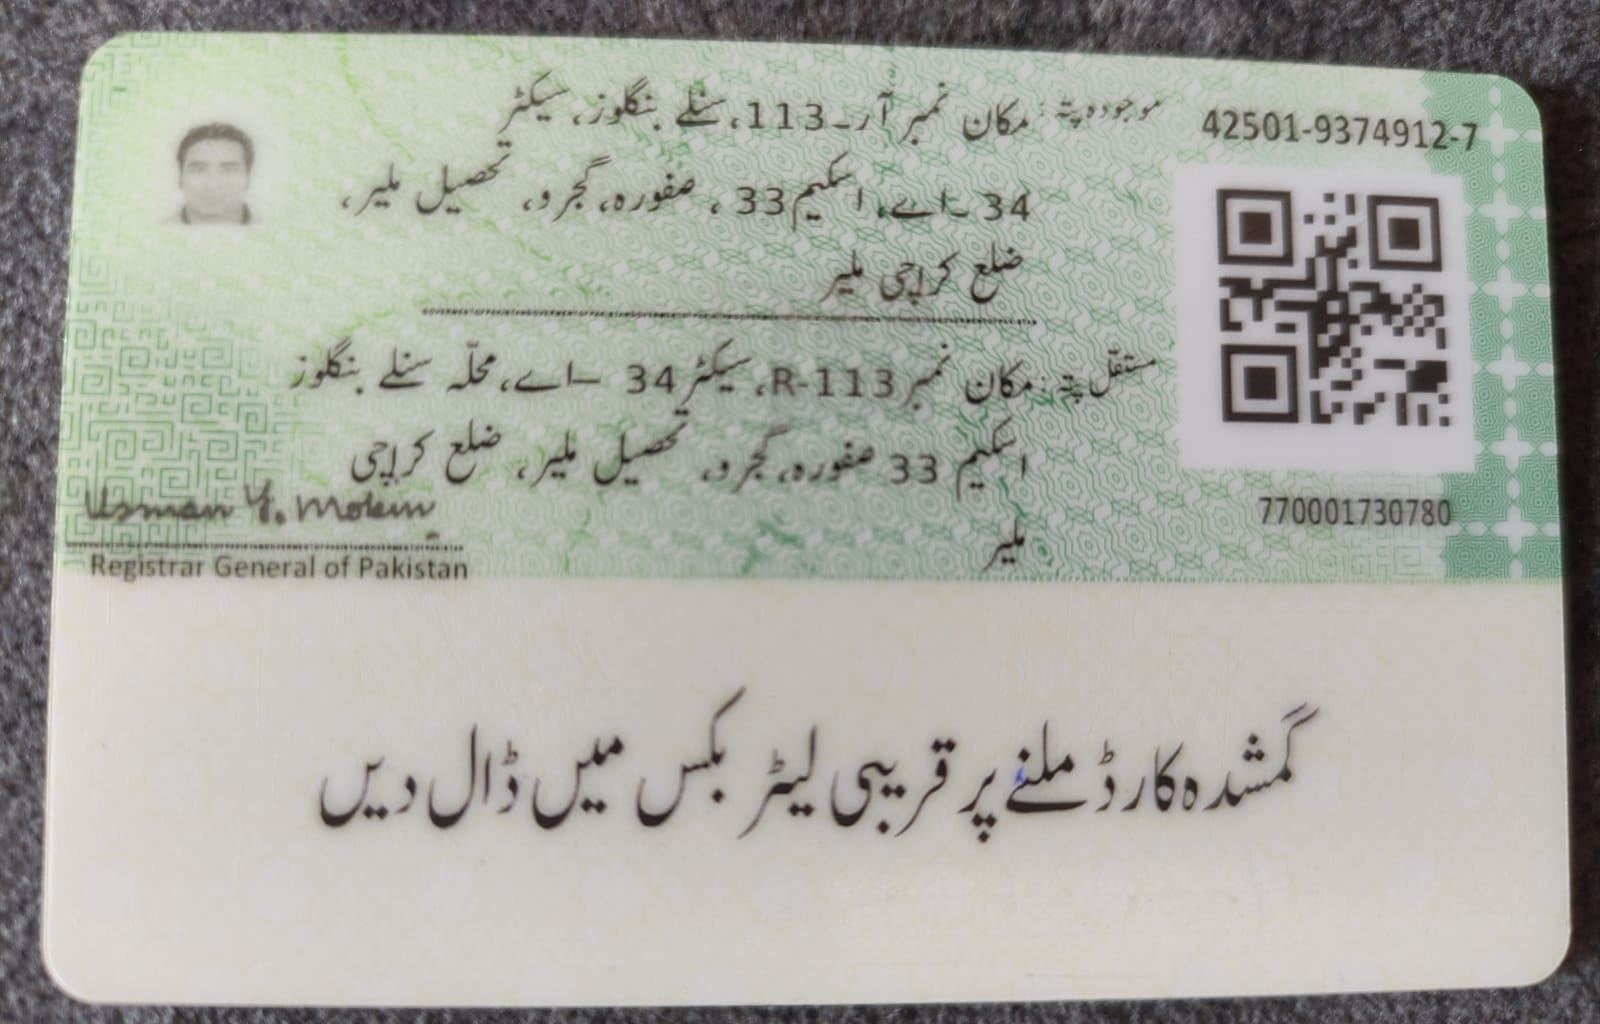 42501-9374912-7
موجودہ پتہ: مکان نمبر آر۔113، سنلے بنگلوز، سیکٹر
34 ۔اے، اسکیم 33 ، صفورہ، گجرو، تحصیل ملیر،
ضلع کراچی ملیر
مستقل پتہ: مکان نمبر R-113، سیکٹر 34 –اے، محلّہ سنلے بنگلوز
اسکیم 33 صفورہ، گجرو، تحصیل ملیر، ضلع کراچی
ملیر
770001730780
Usman Y. Mobin
Registrar General of Pakistan
گمشدہ کارڈ ملنے پر قریبی لیٹر بکس میں ڈال دیں